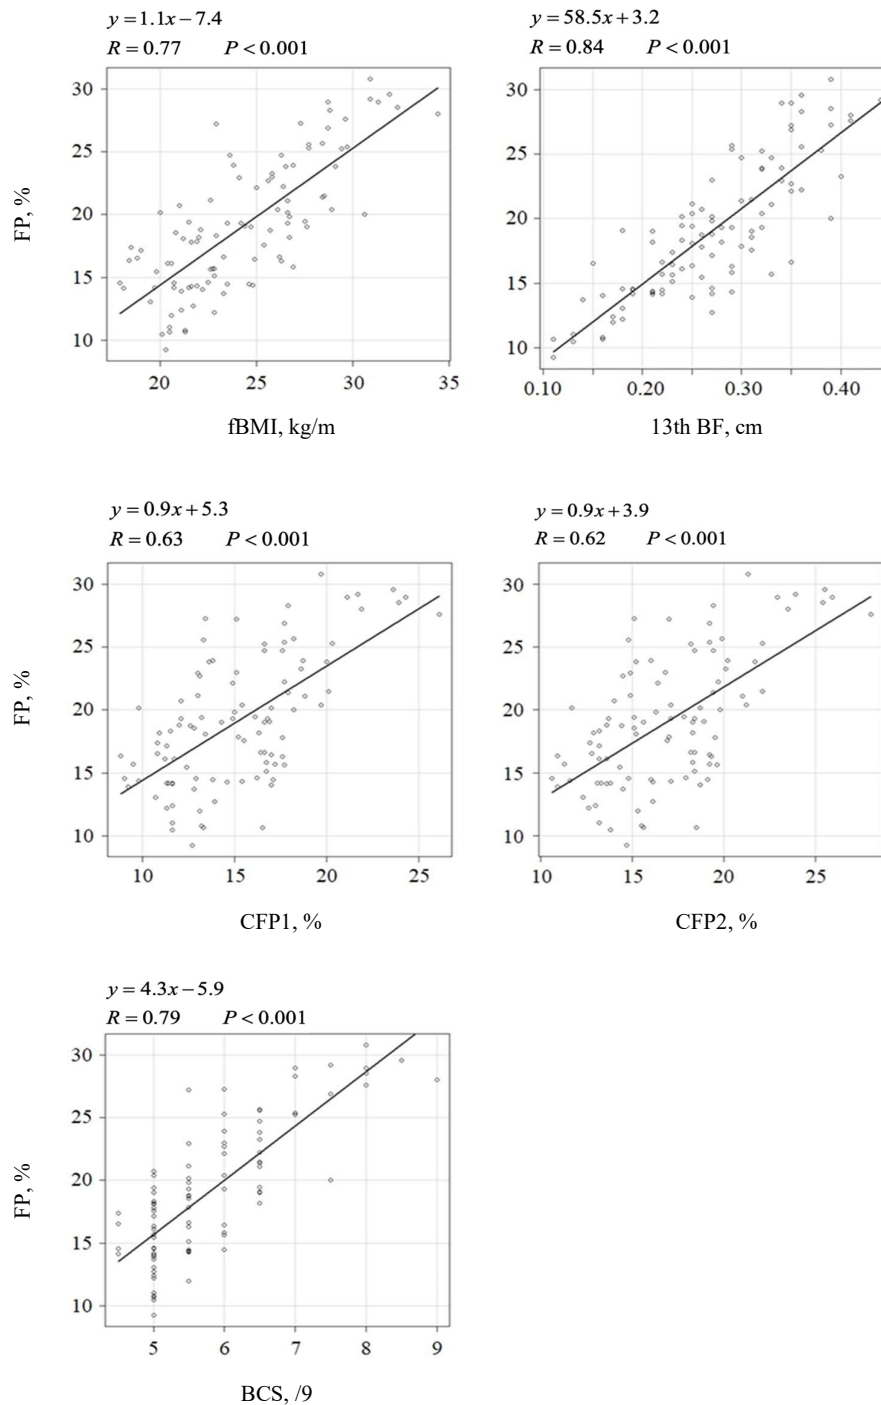 y = 1.1x − 7.4
R = 0.77 P < 0.001
FP, %
30
25
20
15
10
20 25 30 35
fBMI, kg/m
y = 58.5x + 3.2
R = 0.84 P < 0.001
30
25
20
15
10
0.10 0.20 0.30 0.40
13th BF, cm
y = 0.9x + 5.3
R = 0.63 P < 0.001
FP, %
30
25
20
15
10
10 15 20 25
CFP1, %
y = 0.9x + 3.9
R = 0.62 P < 0.001
30
25
20
15
10
10 15 20 25
CFP2, %
y = 4.3x − 5.9
R = 0.79 P < 0.001
FP, %
30
25
20
15
10
5 6 7 8 9
BCS, /9